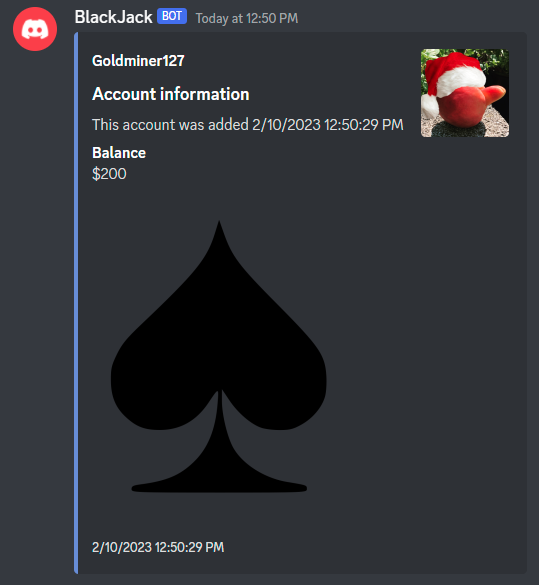 BlackJack BOT Today at 12:50 PM
Goldminer127
Account information
This account was added 2/10/2023 12:50:29 PM
Balance
$200
2/10/2023 12:50:29 PM